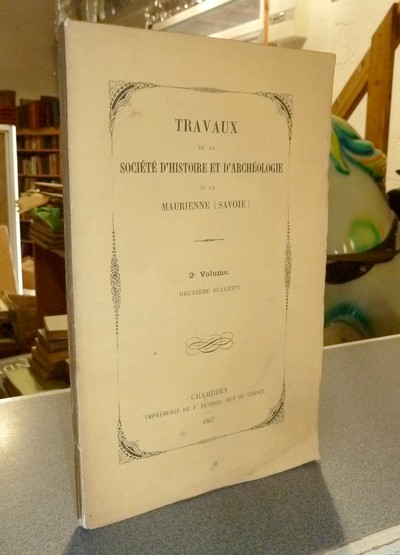 TRAVAUX
DE LA
SOCIÉTÉ D'HISTOIRE ET D'ARCHÉOLOGIE
DE LA
MAURIENNE (SAVOIE)
2e Volume.
DEUXIÈME BULLETIN
CHAMBÉRY
IMPRIMERIE DE F. PUTHOD, RUE DE VERNEY
1867